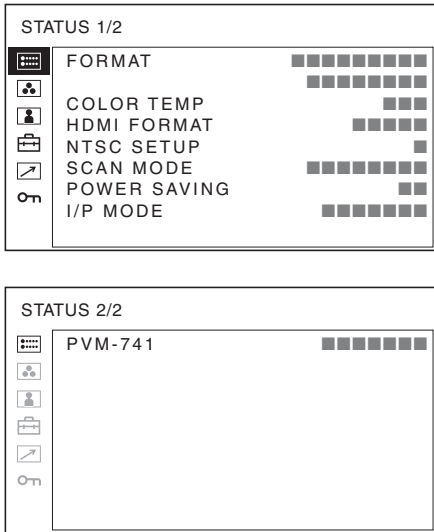 STATUS 1/2
FORMAT ■■■■■■■■■
■■■■■■■■
COLOR TEMP ■■■
HDMI FORMAT ■■■■■
NTSC SETUP ■
SCAN MODE ■■■■■■■■
POWER SAVING ■■
I/P MODE ■■■■■■■
STATUS 2/2
PVM-741 ■■■■■■■